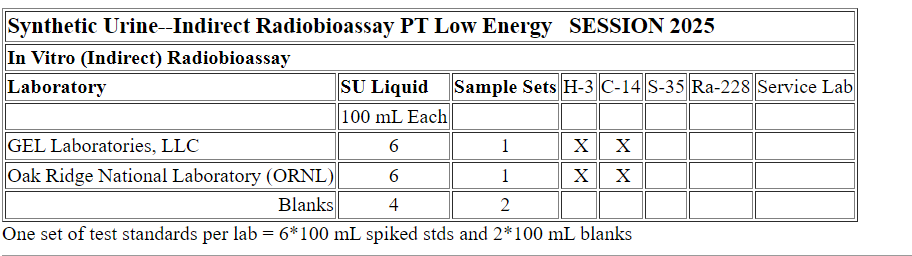 Synthetic Urine--Indirect Radiobioassay PT Low Energy SESSION 2025
In Vitro (Indirect) Radiobioassay
Laboratory SU Liquid Sample Sets H-3 C-14 S-35 Ra-228 Service Lab
100 mL Each
GEL Laboratories, LLC 6 1 X X
Oak Ridge National Laboratory (ORNL) 6 1 X X
Blanks 4 2
One set of test standards per lab = 6*100 mL spiked stds and 2*100 mL blanks